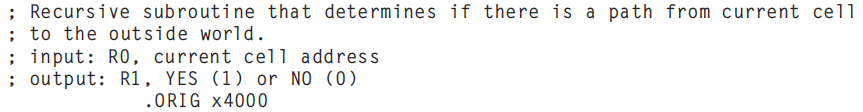 ; Recursive subroutine that determines if there is a path from current cell
; to the outside world.
; input: R0, current cell address
; output: R1, YES (1) or NO (0)
.ORIG x4000